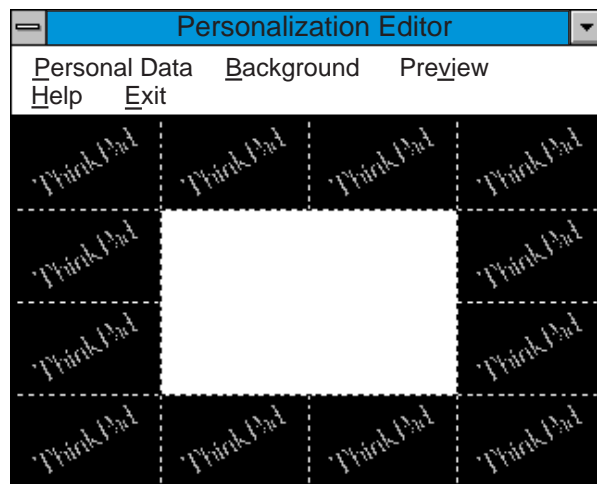 Personalization Editor
Personal Data Background Preview
Help Exit
ThinkPad ThinkPad ThinkPad ThinkPad
ThinkPad ThinkPad
ThinkPad ThinkPad
ThinkPad ThinkPad ThinkPad ThinkPad